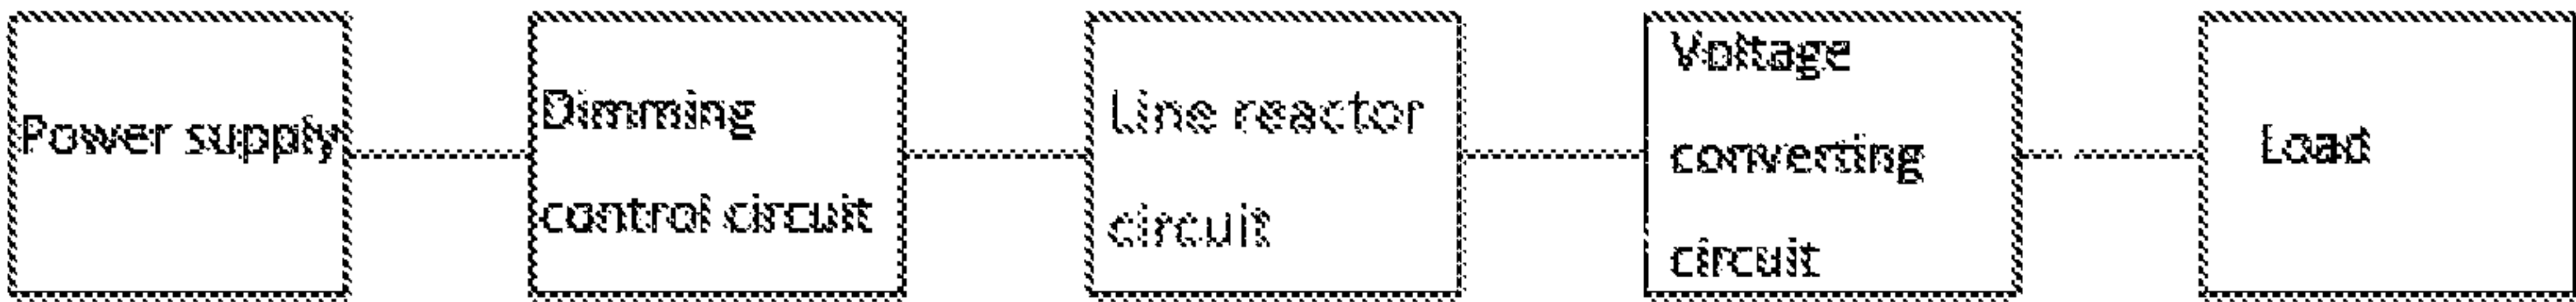 Power supply
Dimming
control circuit
Line reactor
circuit
Voltage
converting
circuit
Load